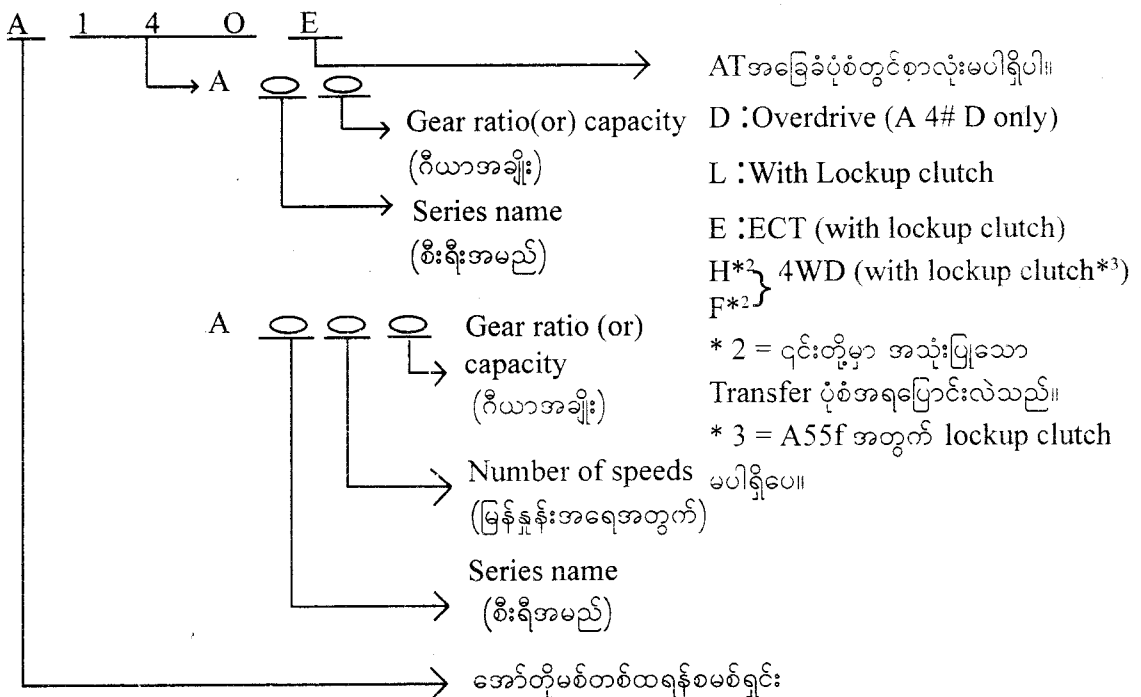 A 1 4 O E
AT အခြေခံပုံစံတွင်စာလုံးမပါရှိပါ။
A
Gear ratio(or) capacity
(ဂီယာအချိုး)
Series name
(စီးရီးအမည်)
D :Overdrive (A 4# D only)
L :With Lockup clutch
E :ECT (with lockup clutch)
H*2 } 4WD (with lockup clutch*3)
F*2
* 2 = ၎င်းတို့မှာ အသုံးပြုသော
Transfer ပုံစံအရပြောင်းလဲသည်။
* 3 = A55f အတွက် lockup clutch
မပါရှိပေ။
A
Gear ratio (or)
capacity
(ဂီယာအချိုး)
Number of speeds
(မြန်နှုန်းအရေအတွက်)
Series name
(စီးရီအမည်)
အော်တိုမစ်တစ်ထရန်စမစ်ရှင်း